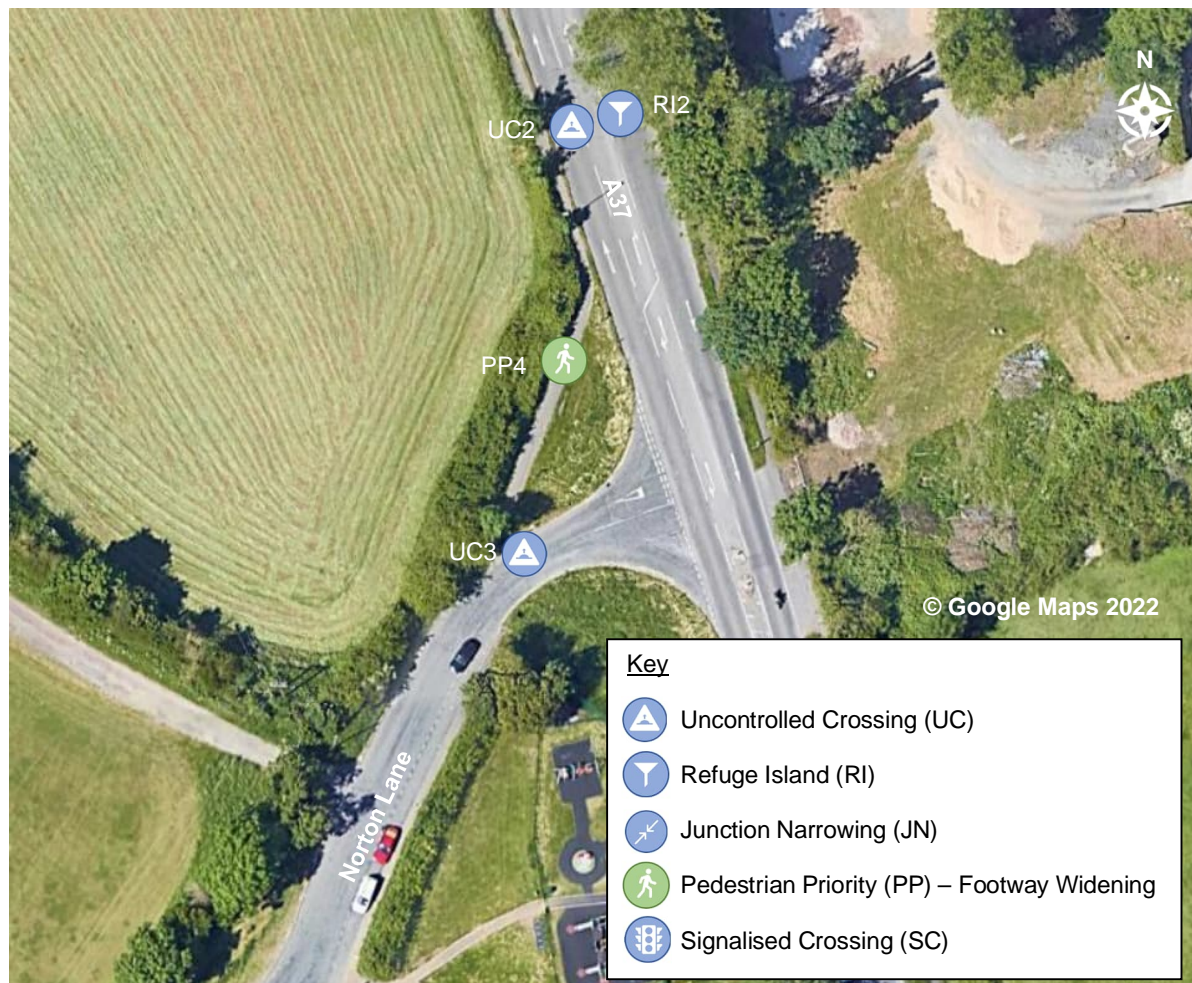 N
RI2
UC2
A37
PP4
UC3
© Google Maps 2022
Norton Lane
Key
Uncontrolled Crossing (UC)
Refuge Island (RI)
Junction Narrowing (JN)
Pedestrian Priority (PP) – Footway Widening
Signalised Crossing (SC)